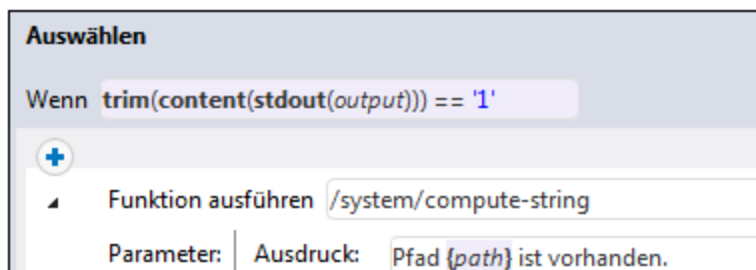 Auswählen
Wenn trim(content(stdout(output))) == '1'
Funktion ausführen /system/compute-string
Parameter: Ausdruck: Pfad {path} ist vorhanden.